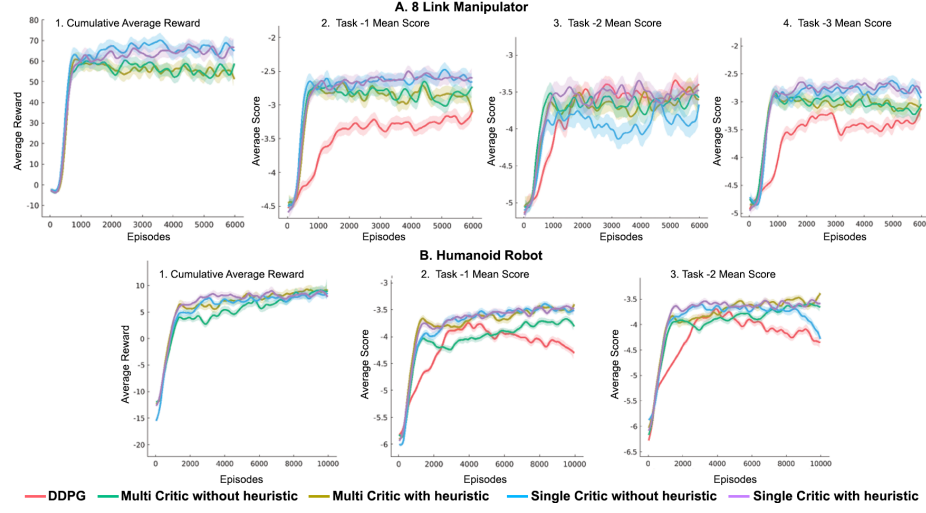 A. 8 Link Manipulator
1. Cumulative Average Reward
2. Task -1 Mean Score
3. Task -2 Mean Score
4. Task -3 Mean Score
Average Reward
80
70
60
50
40
30
20
10
0
-10
0 1000 2000 3000 4000 5000 6000
Episodes
Average Score
-2
-2.5
-3
-3.5
-4
-4.5
0 1000 2000 3000 4000 5000 6000
Episodes
Average Score
-3
-3.5
-4
-4.5
-5
0 1000 2000 3000 4000 5000 6000
Episodes
Average Score
-2
-2.5
-3
-3.5
-4
-4.5
-5
0 1000 2000 3000 4000 5000 6000
Episodes
B. Humanoid Robot
1. Cumulative Average Reward
2. Task -1 Mean Score
3. Task -2 Mean Score
Average Reward
10
5
0
-5
-10
-15
-20
0 2000 4000 6000 8000 10000
Episodes
Average Score
-3
-3.5
-4
-4.5
-5
-5.5
-6
0 2000 4000 6000 8000 10000
Episodes
Average Score
-3.5
-4
-4.5
-5
-5.5
-6
-6.5
0 2000 4000 6000 8000 10000
Episodes
DDPG Multi Critic without heuristic Multi Critic with heuristic Single Critic without heuristic Single Critic with heuristic